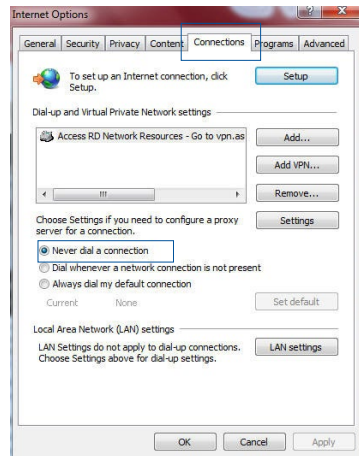 Internet Options
General Security Privacy Content Connections Programs Advanced
To set up an Internet connection, click
Setup.
Setup
Dial-up and Virtual Private Network settings
Access RD Network Resources - Go to vpn.as
Add...
Add VPN...
Remove...
Choose Settings if you need to configure a proxy
server for a connection.
Settings
Never dial a connection
Dial whenever a network connection is not present
Always dial my default connection
Current None
Set default
Local Area Network (LAN) settings
LAN Settings do not apply to dial-up connections.
Choose Settings above for dial-up settings.
LAN settings
OK Cancel Apply